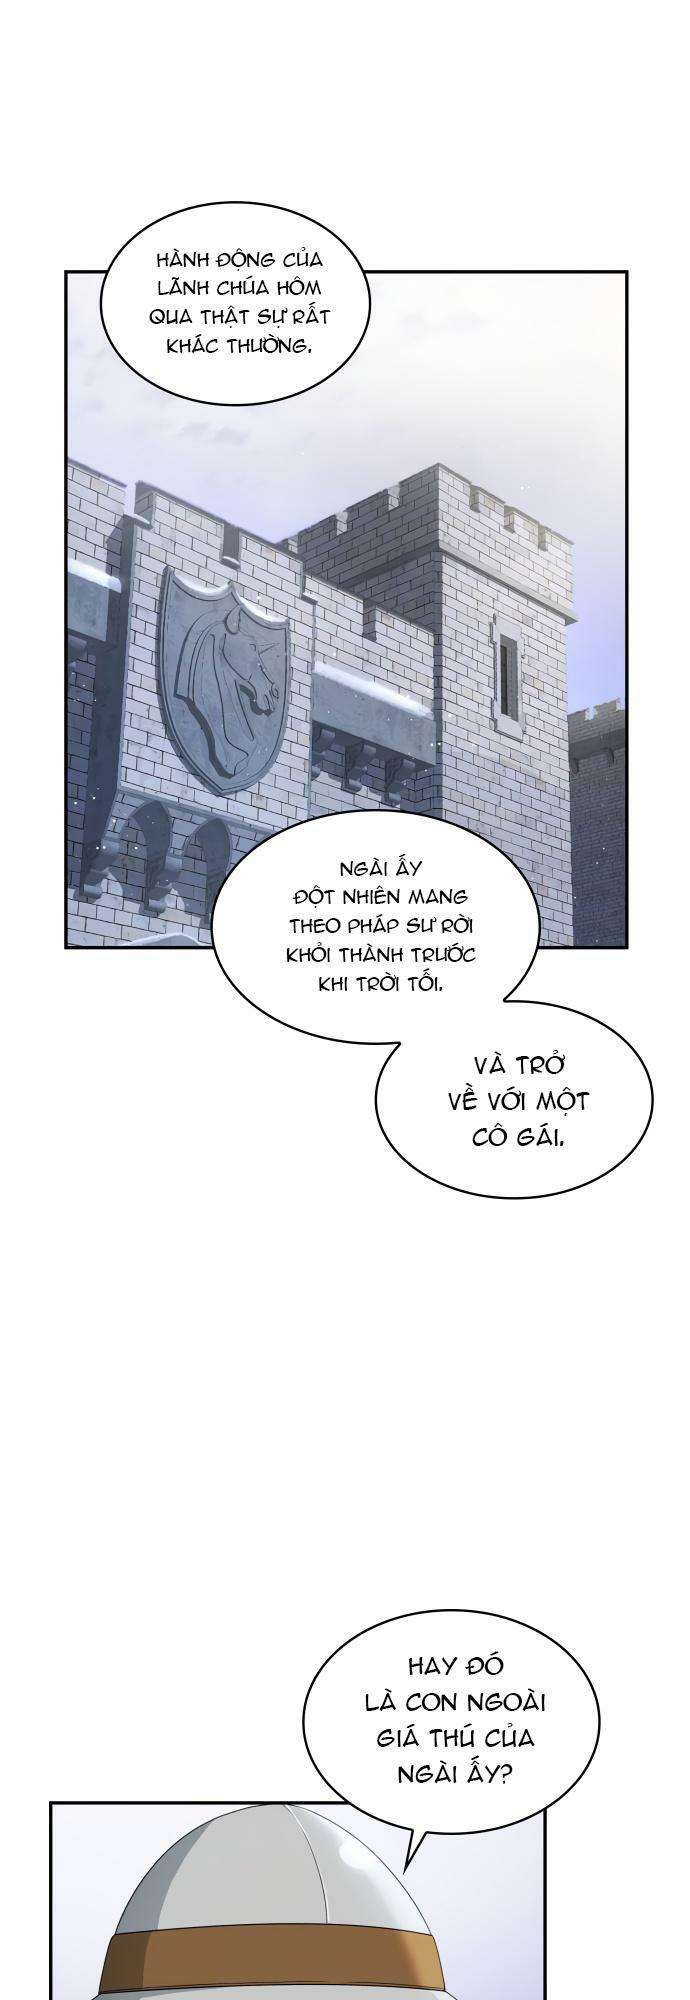 HÀNH ĐỘNG CỦA
LÃNH CHÚA HÔM
QUA THẬT SỰ RẤT
KHÁC THƯỜNG.
NGÀI ẤY
ĐỘT NHIÊN MANG
THEO PHÁP SƯ RỜI
KHỎI THÀNH TRƯỚC
KHI TRỜI TỐI.
VÀ TRỞ
VỀ VỚI MỘT
CÔ GÁI.
HAY ĐÓ
LÀ CON NGOÀI
GIÁ THÚ CỦA
NGÀI ẤY?